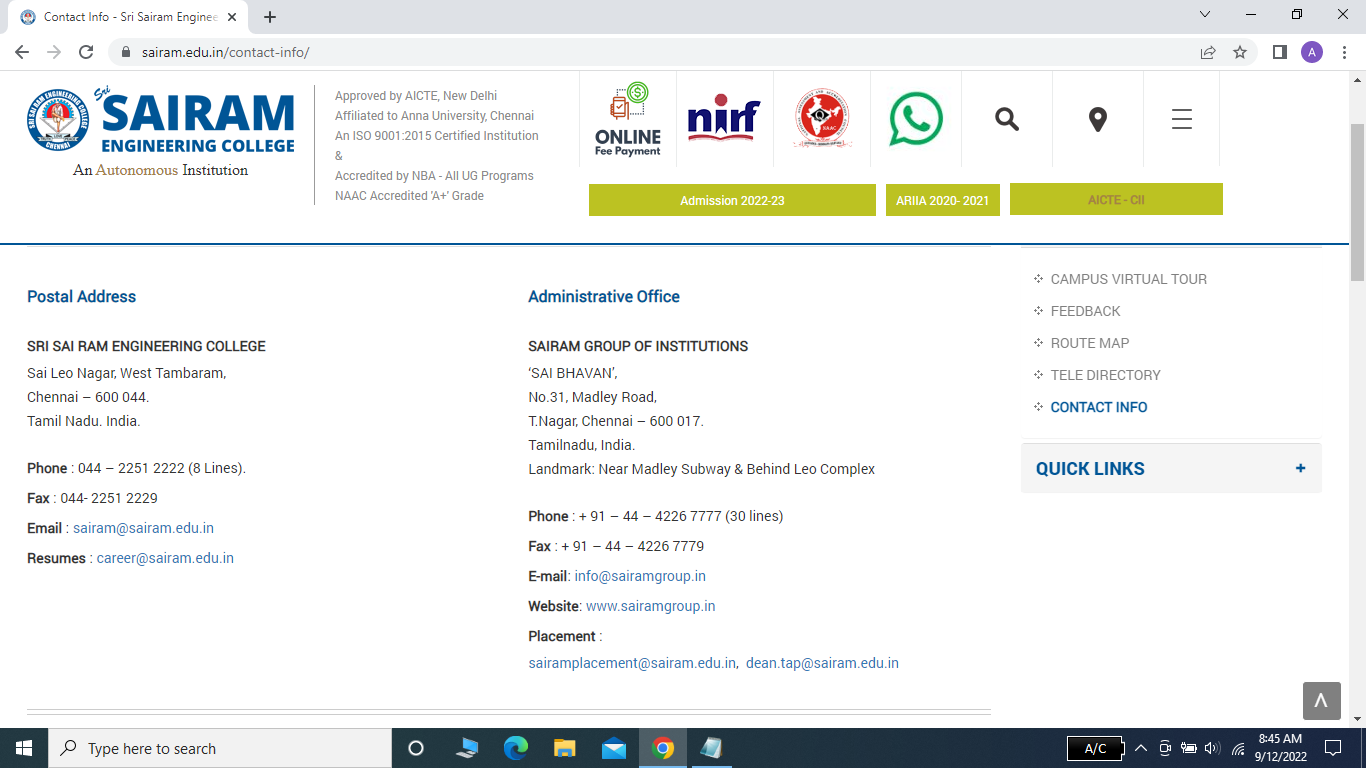 Contact Info - Sri Sairam Enginee
sairam.edu.in/contact-info/
A
Sri
SAIRAM
ENGINEERING COLLEGE
An Autonomous Institution
SRI SAI RAM ENGINEERING COLLEGE
CHENNAI
Approved by AICTE, New Delhi
Affiliated to Anna University, Chennai
An ISO 9001:2015 Certified Institution
&
Accredited by NBA - All UG Programs
NAAC Accredited 'A+' Grade
ONLINE
Fee Payment
nirf
NAAC
Admission 2022-23
ARIIA 2020- 2021
AICTE - CII
Postal Address
SRI SAI RAM ENGINEERING COLLEGE
Sai Leo Nagar, West Tambaram,
Chennai – 600 044.
Tamil Nadu. India.
Phone : 044 – 2251 2222 (8 Lines).
Fax : 044- 2251 2229
Email : sairam@sairam.edu.in
Resumes : career@sairam.edu.in
Administrative Office
SAIRAM GROUP OF INSTITUTIONS
‘SAI BHAVAN’,
No.31, Madley Road,
T.Nagar, Chennai – 600 017.
Tamilnadu, India.
Landmark: Near Madley Subway & Behind Leo Complex
Phone : + 91 – 44 – 4226 7777 (30 lines)
Fax : + 91 – 44 – 4226 7779
E-mail: info@sairamgroup.in
Website: www.sairamgroup.in
Placement :
sairamplacement@sairam.edu.in, dean.tap@sairam.edu.in
CAMPUS VIRTUAL TOUR
FEEDBACK
ROUTE MAP
TELE DIRECTORY
CONTACT INFO
QUICK LINKS +
Type here to search
A/C
8:45 AM
9/12/2022